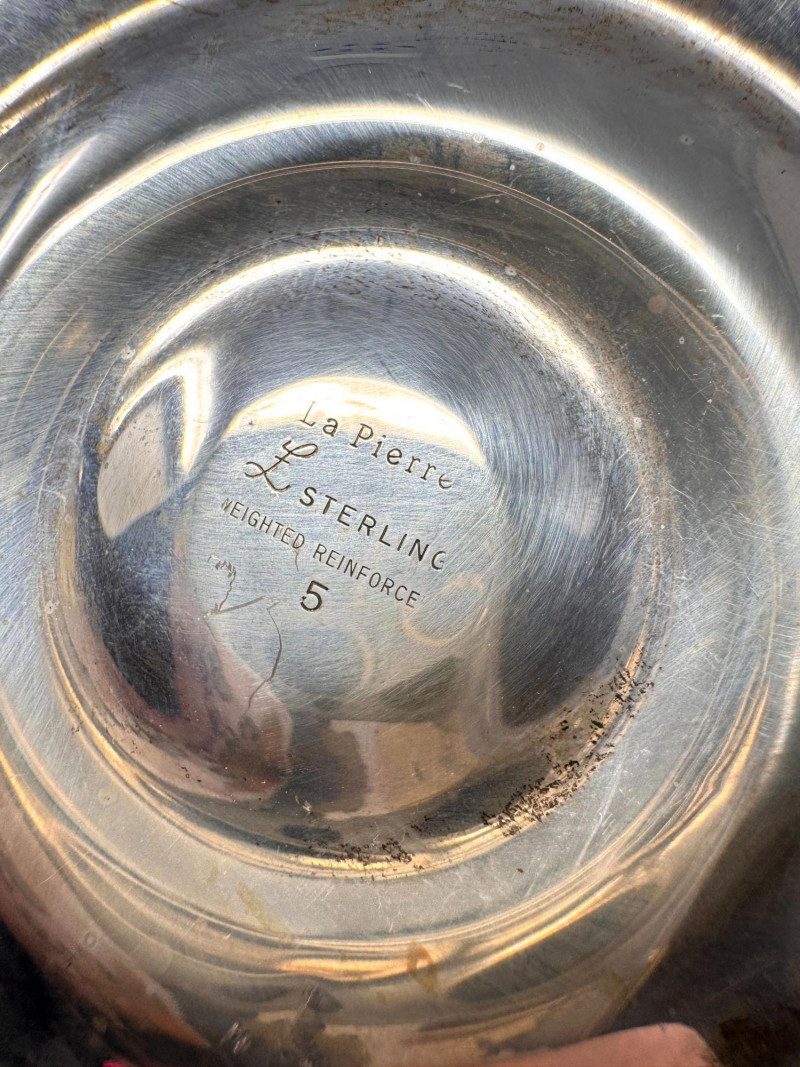 La Pierre
L STERLING
WEIGHTED REINFORCE
5